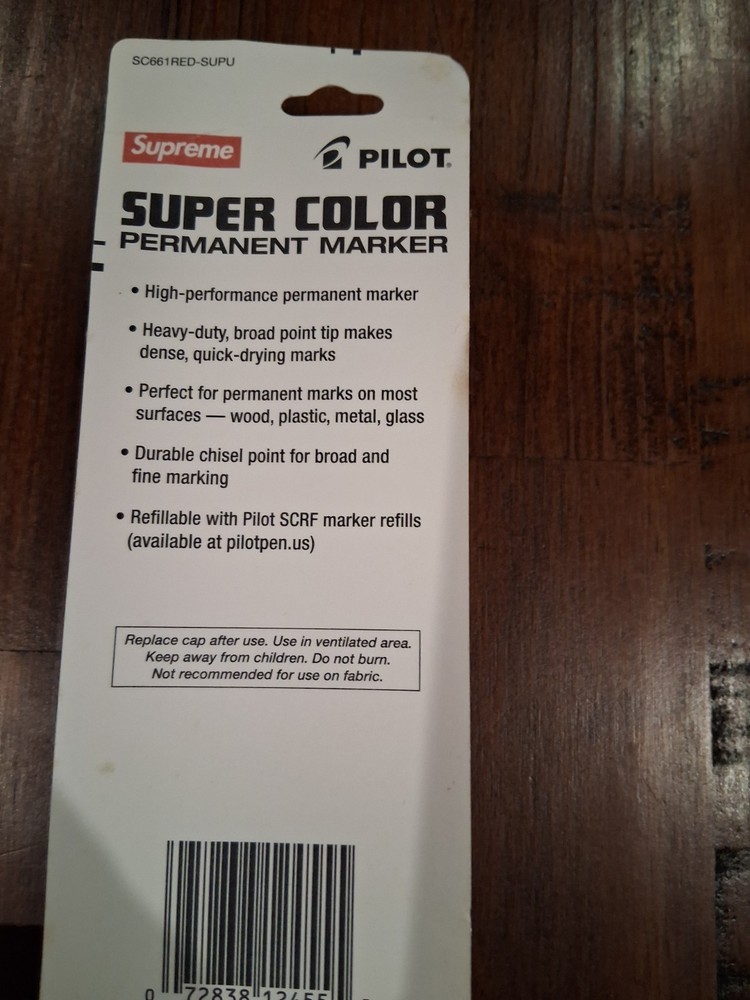 SC661RED-SUPU
Supreme
PILOT
SUPER COLOR
PERMANENT MARKER
• High-performance permanent marker
• Heavy-duty, broad point tip makes
dense, quick-drying marks
• Perfect for permanent marks on most
surfaces — wood, plastic, metal, glass
• Durable chisel point for broad and
fine marking
• Refillable with Pilot SCRF marker refills
(available at pilotpen.us)
Replace cap after use. Use in ventilated area.
Keep away from children. Do not burn.
Not recommended for use on fabric.
0 72838 12455